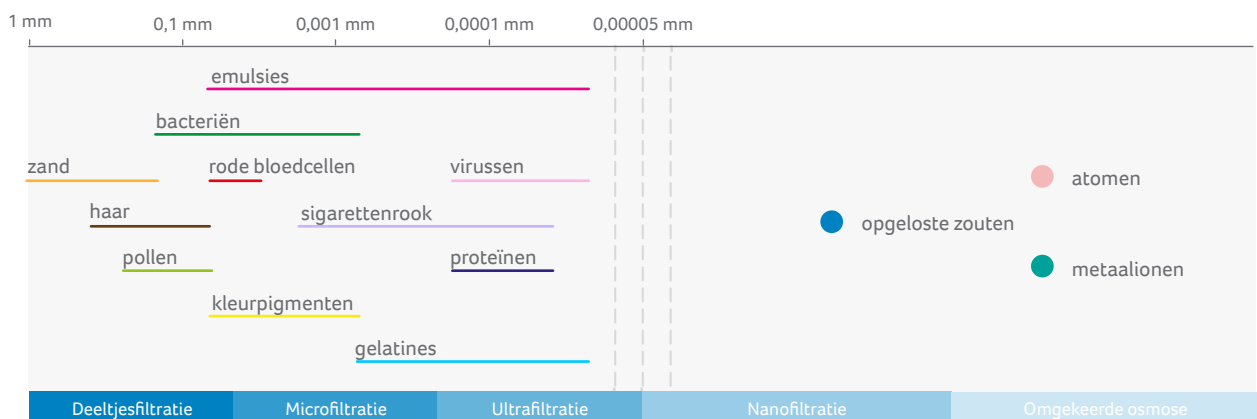 1 mm 0,1 mm 0,001 mm 0,0001 mm 0,00005 mm
emulsies
bacteriën
zand rode bloedcellen virussen
atomen
haar sigarettenrook
opgeloste zouten
pollen proteïnen
metaalionen
kleurpigmenten
gelatines
Deeltjesfiltratie Microfiltratie Ultrafiltratie Nanofiltratie Omgekeerde osmose